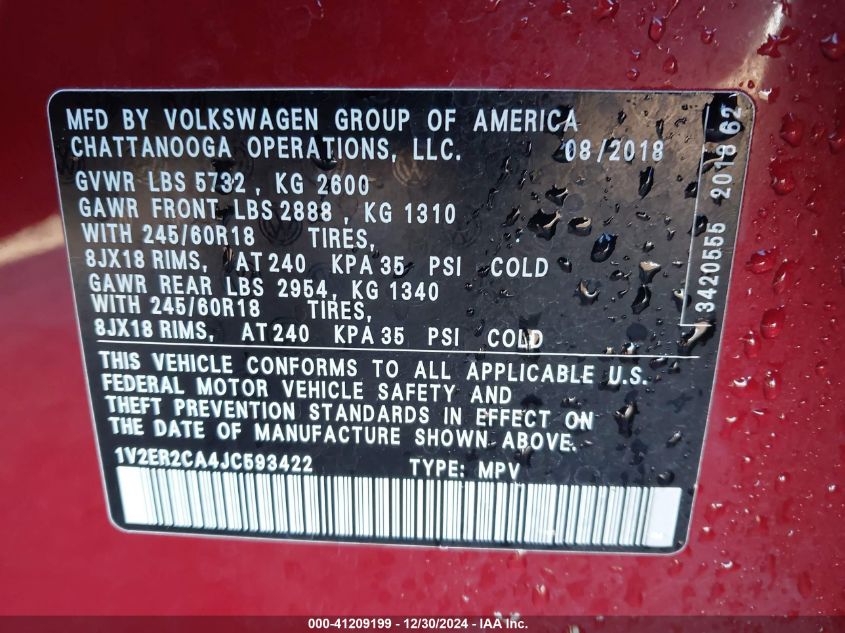 MFD BY VOLKSWAGEN GROUP OF AMERICA
CHATTANOOGA OPERATIONS, LLC. 08/2018
GVWR LBS 5732 , KG 2600
GAWR FRONT LBS 2888 , KG 1310
WITH 245/60R18 TIRES,
8JX18 RIMS, AT 240 KPA 35 PSI COLD
GAWR REAR LBS 2954, KG 1340
WITH 245/60R18 TIRES,
8JX18 RIMS, AT 240 KPA 35 PSI COLD
THIS VEHICLE CONFORMS TO ALL APPLICABLE U.S.
FEDERAL MOTOR VEHICLE SAFETY AND
THEFT PREVENTION STANDARDS IN EFFECT ON
THE DATE OF MANUFACTURE SHOWN ABOVE.
1V2ER2CA4JC593422 TYPE: MPV
3420555 2018 62
000-41209199 - 12/30/2024 - IAA Inc.